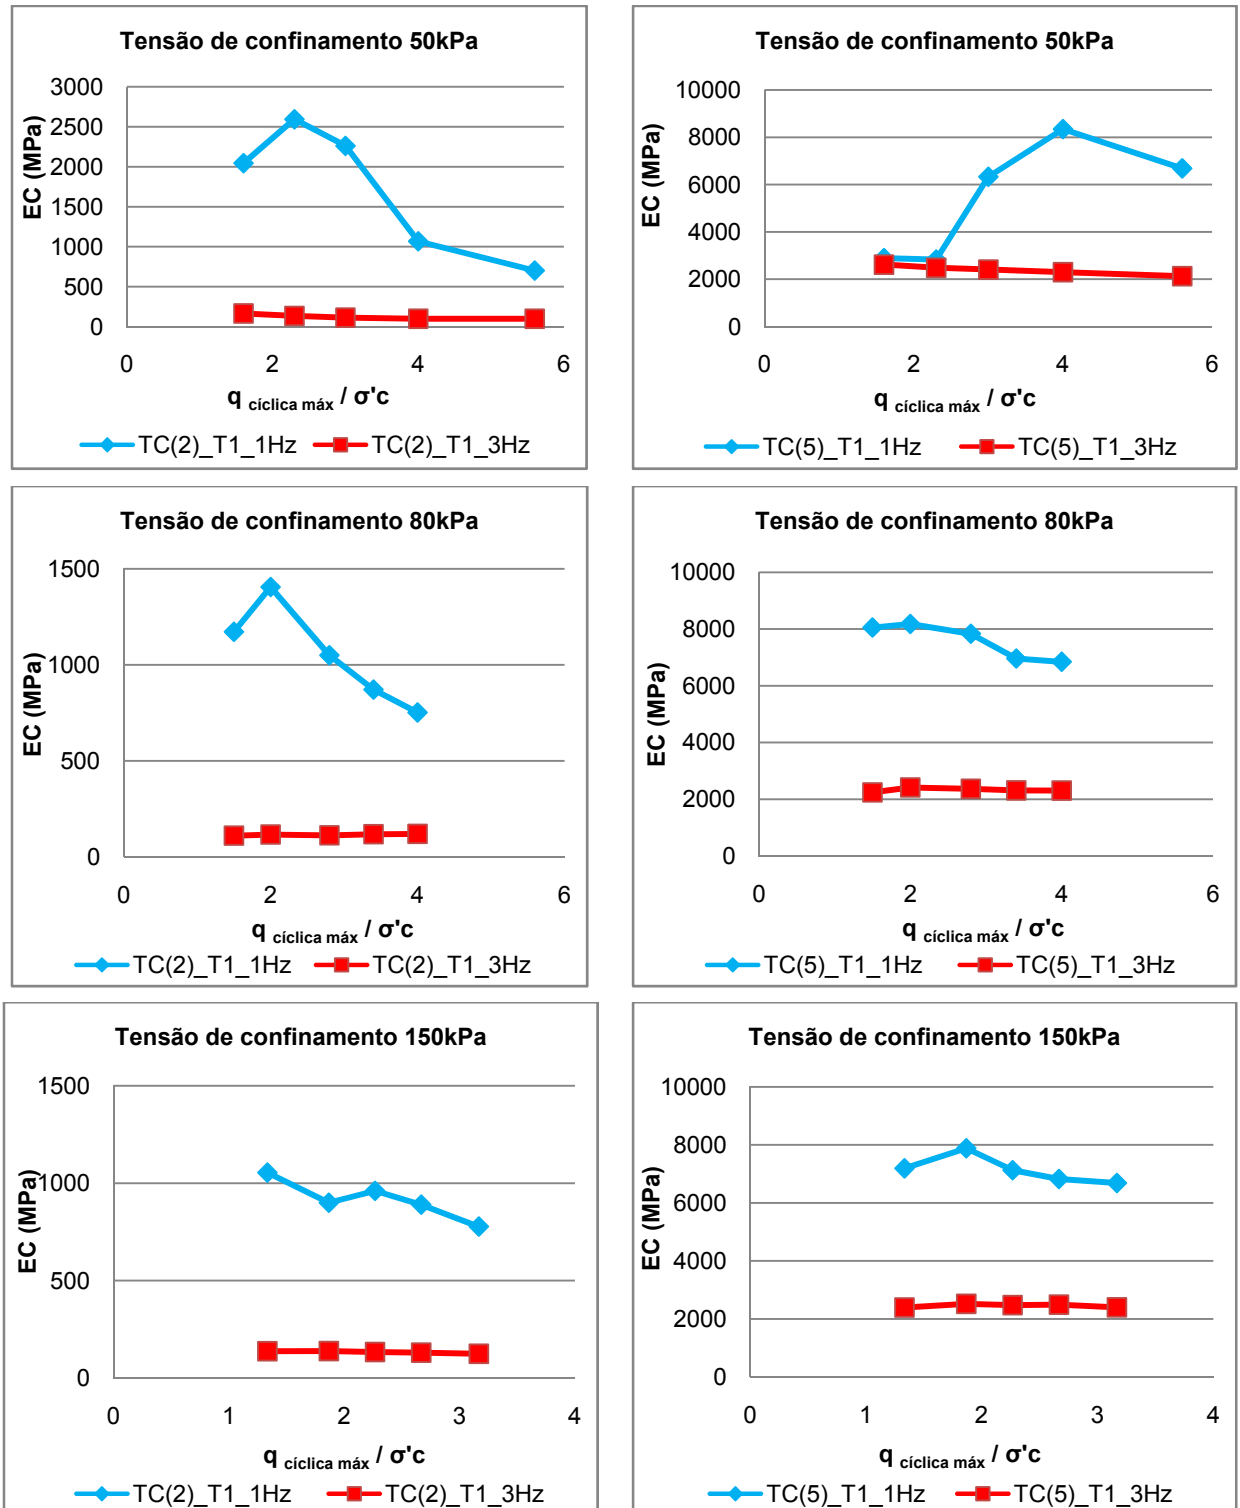 Tensão de confinamento 50kPa
EC (MPa)
3000
2500
2000
1500
1000
500
0
0 2 4 6
q cíclica máx / σ'c
TC(2)_T1_1Hz TC(2)_T1_3Hz
Tensão de confinamento 50kPa
EC (MPa)
10000
8000
6000
4000
2000
0
0 2 4 6
q cíclica máx / σ'c
TC(5)_T1_1Hz TC(5)_T1_3Hz
Tensão de confinamento 80kPa
EC (MPa)
1500
1000
500
0
0 2 4 6
q cíclica máx / σ'c
TC(2)_T1_1Hz TC(2)_T1_3Hz
Tensão de confinamento 80kPa
EC (MPa)
10000
8000
6000
4000
2000
0
0 2 4 6
q cíclica máx / σ'c
TC(5)_T1_1Hz TC(5)_T1_3Hz
Tensão de confinamento 150kPa
EC (MPa)
1500
1000
500
0
0 1 2 3 4
q cíclica máx / σ'c
TC(2)_T1_1Hz TC(2)_T1_3Hz
Tensão de confinamento 150kPa
EC (MPa)
10000
8000
6000
4000
2000
0
0 1 2 3 4
q cíclica máx / σ'c
TC(5)_T1_1Hz TC(5)_T1_3Hz